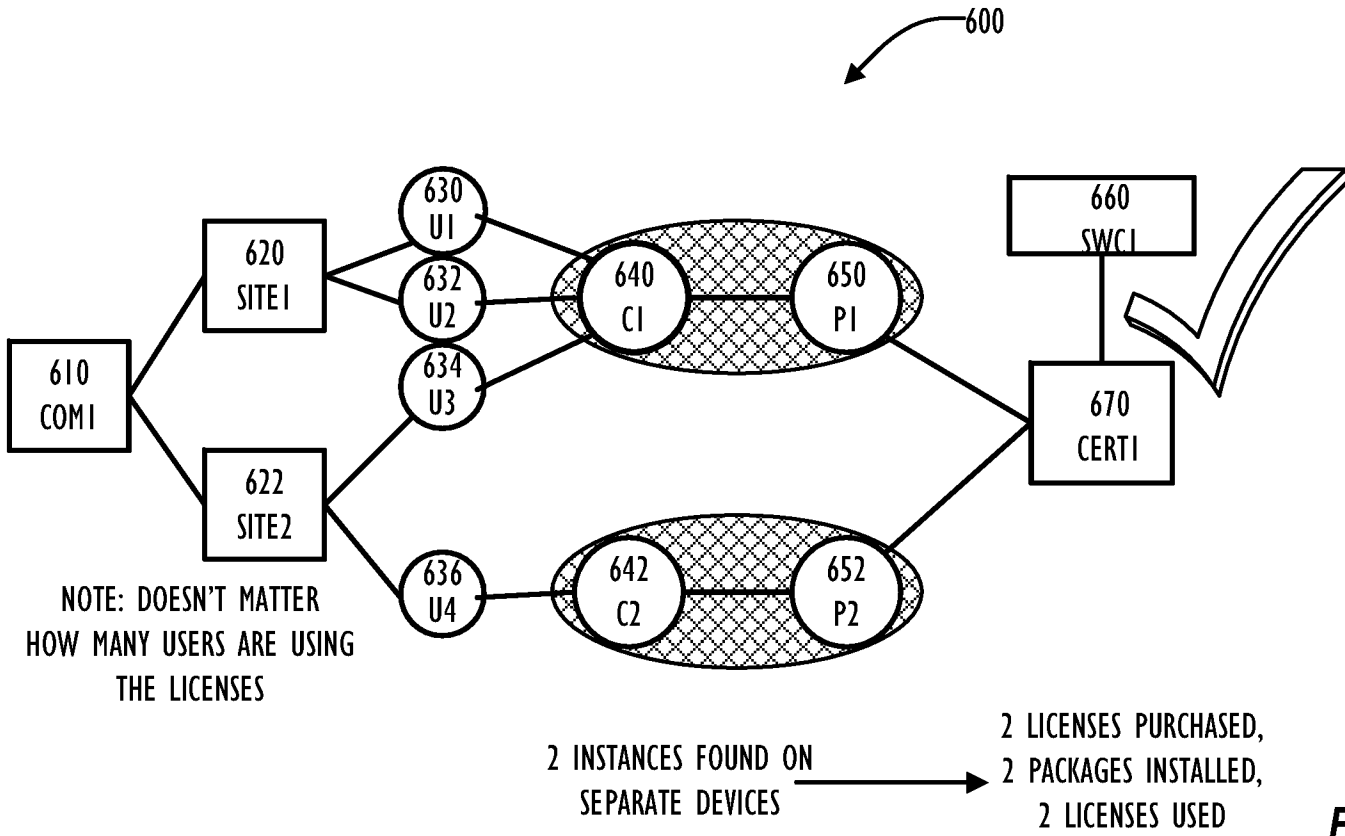 600
630
U1
660
SWC1
620
SITE1
632
U2
640
C1
650
P1
610
COM1
634
U3
670
CERT1
622
SITE2
636
U4
642
C2
652
P2
NOTE: DOESN'T MATTER
HOW MANY USERS ARE USING
THE LICENSES
2 INSTANCES FOUND ON
SEPARATE DEVICES
2 LICENSES PURCHASED,
2 PACKAGES INSTALLED,
2 LICENSES USED